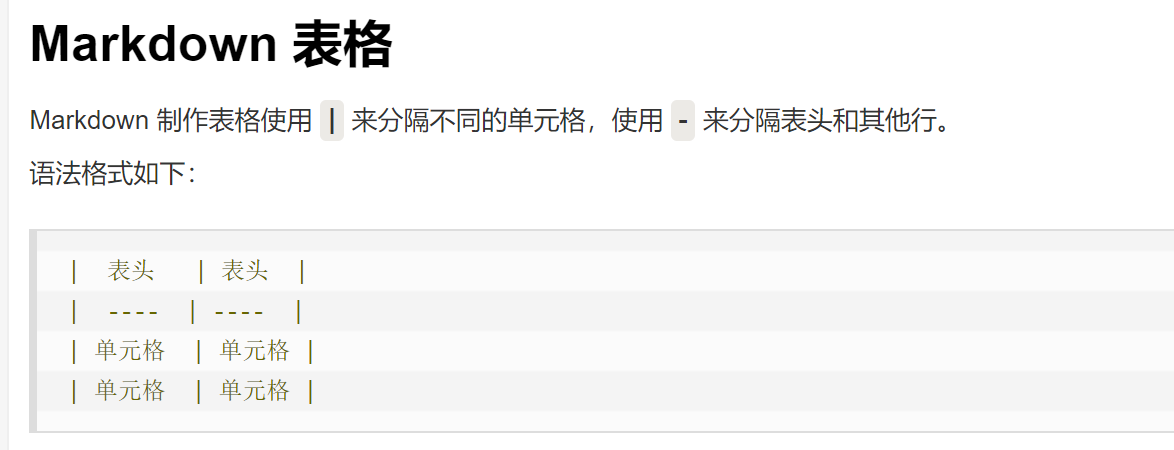 Markdown 表格
Markdown 制作表格使用 | 来分隔不同的单元格，使用 - 来分隔表头和其他行。
语法格式如下：
|  表头   | 表头  |
|  ----  | ----  |
| 单元格  | 单元格 |
| 单元格  | 单元格 |